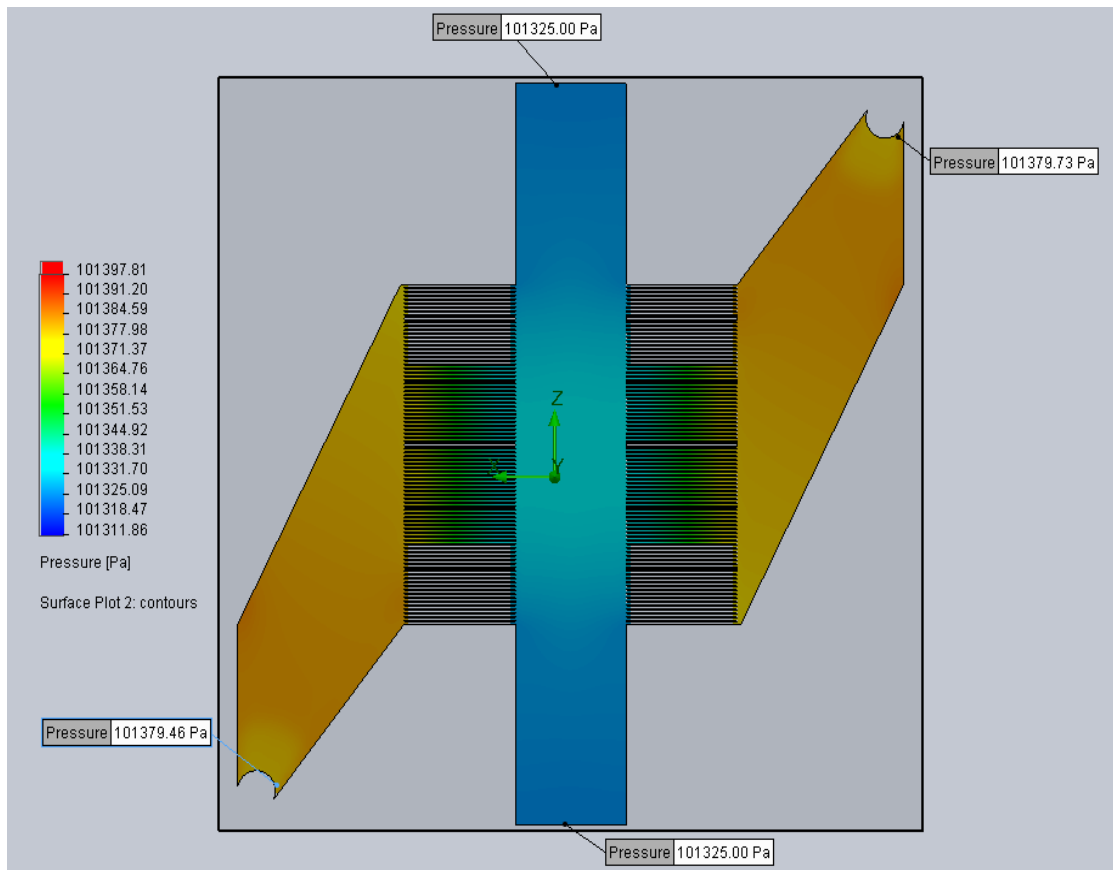 Pressure 101325.00 Pa
Pressure 101379.73 Pa
101397.81
101391.20
101384.59
101377.98
101371.37
101364.76
101358.14
101351.53
101344.92
101338.31
101331.70
101325.09
101318.47
101311.86
Pressure [Pa]
Surface Plot 2: contours
Z
Y
Pressure 101379.46 Pa
Pressure 101325.00 Pa